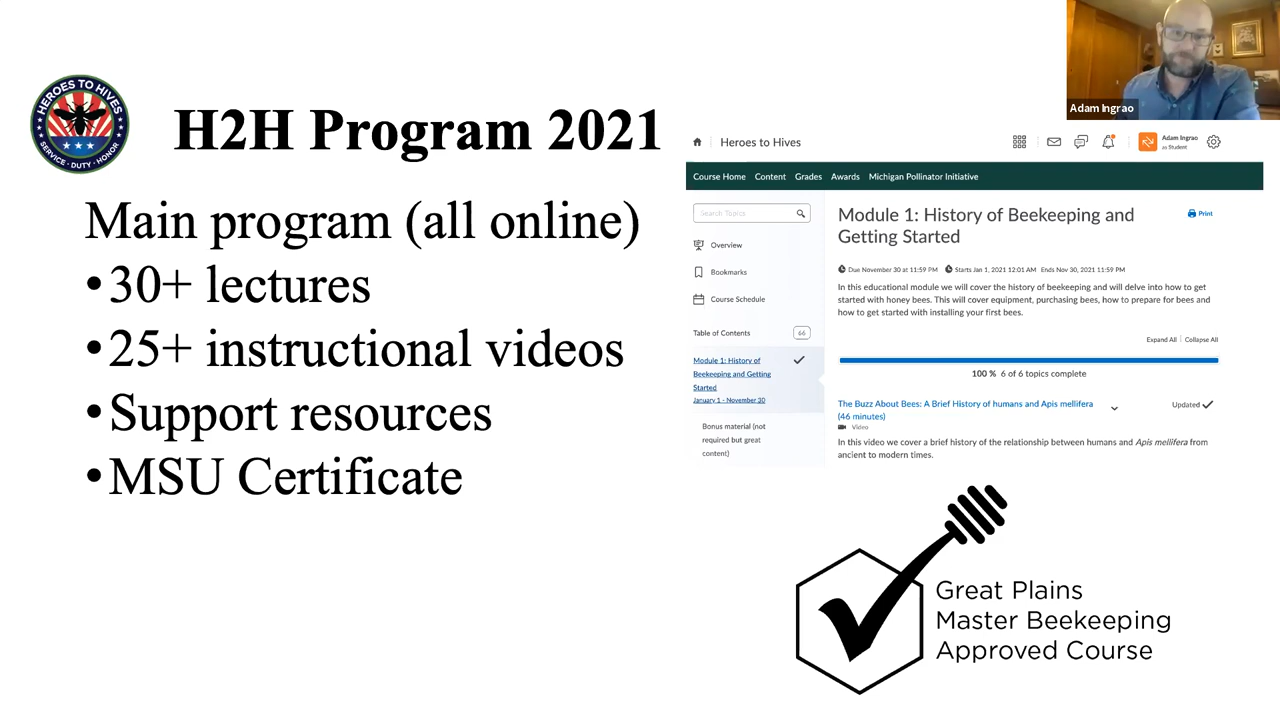 HEROES TO HIVES
SERVICE · DUTY · HONOR
H2H Program 2021
Main program (all online)
•30+ lectures
•25+ instructional videos
•Support resources
•MSU Certificate
Adam Ingrao
Heroes to Hives
Adam Ingrao
as Student
Course Home Content Grades Awards Michigan Pollinator Initiative
Search Topics
Overview
Bookmarks
Course Schedule
Table of Contents 66
Module 1: History of
Beekeeping and Getting
Started
January 1 - November 30
Bonus material (not
required but great
content)
Module 1: History of Beekeeping and
Getting Started
Print
Due November 30 at 11:59 PM Starts Jan 1, 2021 12:01 AM Ends Nov 30, 2021 11:59 PM
In this educational module we will cover the history of beekeeping and will delve into how to get
started with honey bees. This will cover equipment, purchasing bees, how to prepare for bees and
how to get started with installing your first bees.
Expand All | Collapse All
100 % 6 of 6 topics complete
The Buzz About Bees: A Brief History of humans and Apis mellifera
(46 minutes)
Updated
Video
In this video we cover a brief history of the relationship between humans and Apis mellifera from
ancient to modern times.
Great Plains
Master Beekeeping
Approved Course